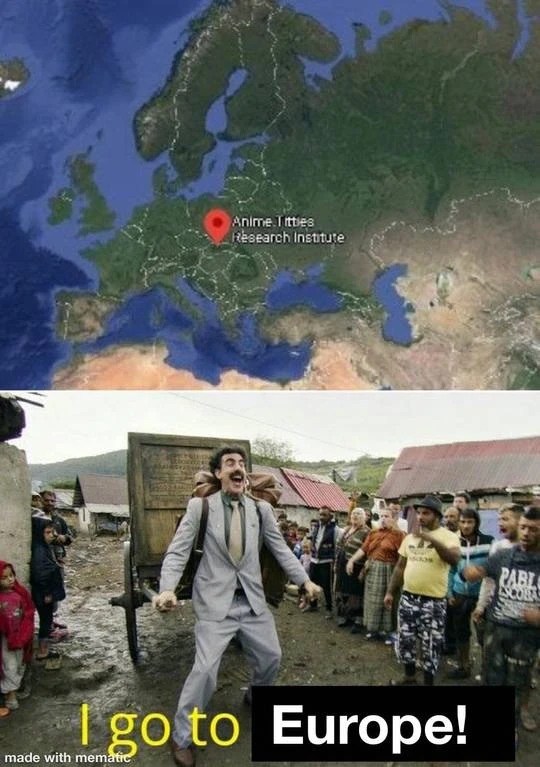 Anime Titties
Research Institute
PABLO
ESCOBAR
I go to Europe!
made with mematic